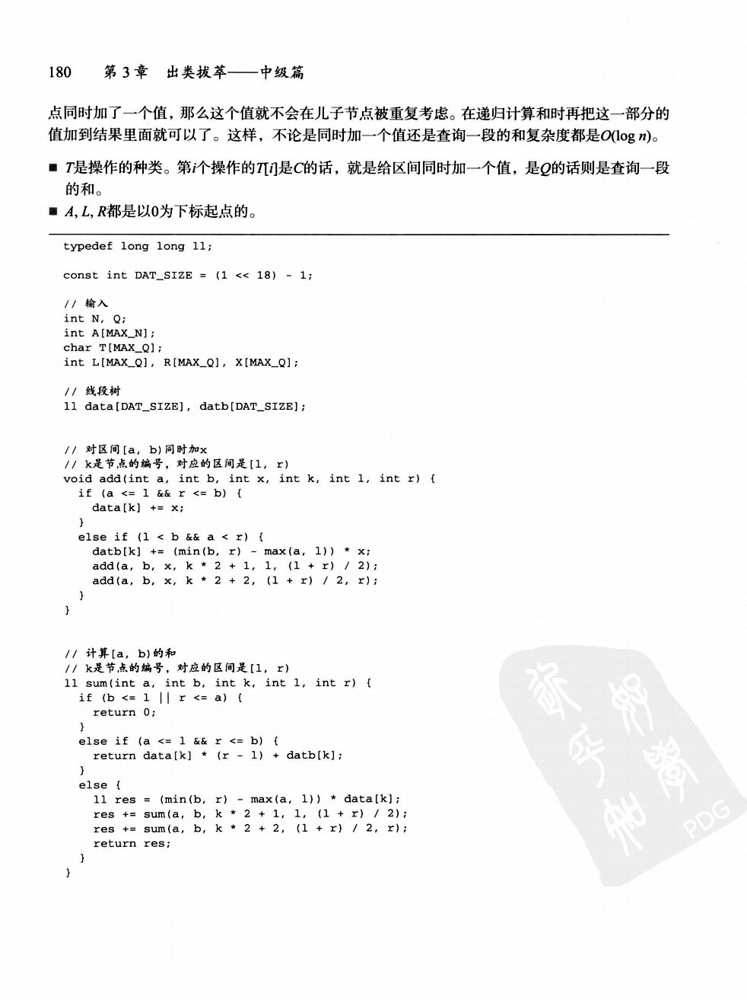 180 第 3 章 出类拔萃——中级篇
点同时加了一个值，那么这个值就不会在儿子节点被重复考虑。在递归计算和时再把这一部分的
值加到结果里面就可以了。这样，不论是同时加一个值还是查询一段的和复杂度都是O(log n)。
■ T是操作的种类。第i个操作的T[i]是C的话，就是给区间同时加一个值，是Q的话则是查询一段
的和。
■ A, L, R都是以0为下标起点的。
typedef long long ll;
const int DAT_SIZE = (1 << 18) - 1;
// 输入
int N, Q;
int A[MAX_N];
char T[MAX_Q];
int L[MAX_Q], R[MAX_Q], X[MAX_Q];
// 线段树
ll data[DAT_SIZE], datb[DAT_SIZE];
// 对区间[a, b)同时加x
// k是节点的编号，对应的区间是[l, r)
void add(int a, int b, int x, int k, int l, int r) {
if (a <= l && r <= b) {
data[k] += x;
}
else if (l < b && a < r) {
datb[k] += (min(b, r) - max(a, l)) * x;
add(a, b, x, k * 2 + 1, l, (l + r) / 2);
add(a, b, x, k * 2 + 2, (l + r) / 2, r);
}
}
// 计算[a, b)的和
// k是节点的编号，对应的区间是[l, r)
ll sum(int a, int b, int k, int l, int r) {
if (b <= l || r <= a) {
return 0;
}
else if (a <= l && r <= b) {
return data[k] * (r - l) + datb[k];
}
else {
ll res = (min(b, r) - max(a, l)) * data[k];
res += sum(a, b, k * 2 + 1, l, (l + r) / 2);
res += sum(a, b, k * 2 + 2, (l + r) / 2, r);
return res;
}
}
PDG